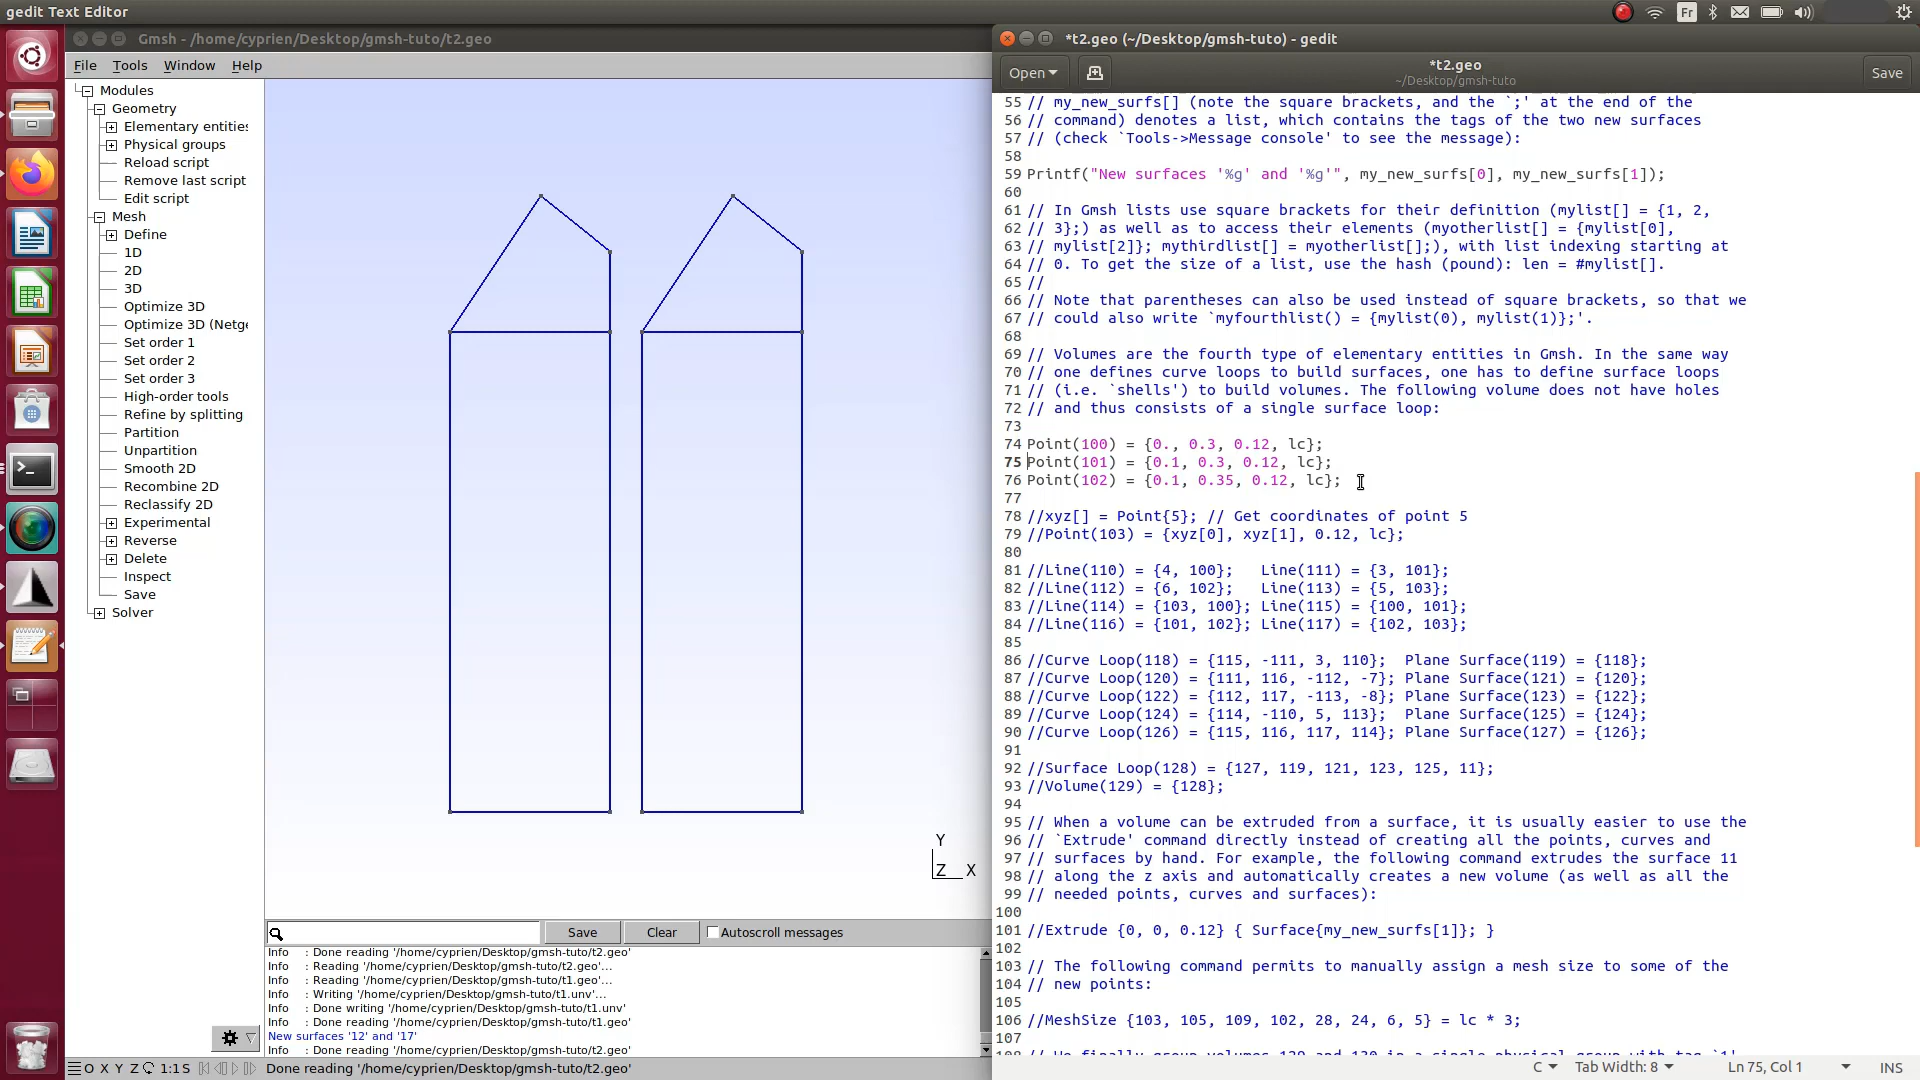 gedit Text Editor
Fr
Gmsh - /home/cyprien/Desktop/gmsh-tuto/t2.geo
File Tools Window Help
Modules
Geometry
Elementary entities
Physical groups
Reload script
Remove last script
Edit script
Mesh
Define
1D
2D
3D
Optimize 3D
Optimize 3D (Netge
Set order 1
Set order 2
Set order 3
High-order tools
Refine by splitting
Partition
Unpartition
Smooth 2D
Recombine 2D
Reclassify 2D
Experimental
Reverse
Delete
Inspect
Save
Solver
Y
Z X
Save Clear Autoscroll messages
Info : Done reading '/home/cyprien/Desktop/gmsh-tuto/t2.geo'
Info : Reading '/home/cyprien/Desktop/gmsh-tuto/t2.geo'...
Info : Reading '/home/cyprien/Desktop/gmsh-tuto/t1.geo'...
Info : Writing '/home/cyprien/Desktop/gmsh-tuto/t1.unv'...
Info : Done writing '/home/cyprien/Desktop/gmsh-tuto/t1.unv'
Info : Done reading '/home/cyprien/Desktop/gmsh-tuto/t1.geo'
New surfaces '12' and '17'
Info : Done reading '/home/cyprien/Desktop/gmsh-tuto/t2.geo'
O X Y Z 1:1 S Done reading '/home/cyprien/Desktop/gmsh-tuto/t2.geo'
*t2.geo (~/Desktop/gmsh-tuto) - gedit
Open *t2.geo Save
~/Desktop/gmsh-tuto
55 // my_new_surfs[] (note the square brackets, and the `;' at the end of the
56 // command) denotes a list, which contains the tags of the two new surfaces
57 // (check `Tools->Message console' to see the message):
58
59 Printf("New surfaces '%g' and '%g'", my_new_surfs[0], my_new_surfs[1]);
60
61 // In Gmsh lists use square brackets for their definition (mylist[] = {1, 2,
62 // 3};) as well as to access their elements (myotherlist[] = {mylist[0],
63 // mylist[2]}; mythirdlist[] = myotherlist[];), with list indexing starting at
64 // 0. To get the size of a list, use the hash (pound): len = #mylist[].
65 //
66 // Note that parentheses can also be used instead of square brackets, so that we
67 // could also write `myfourthlist() = {mylist(0), mylist(1)};'.
68
69 // Volumes are the fourth type of elementary entities in Gmsh. In the same way
70 // one defines curve loops to build surfaces, one has to define surface loops
71 // (i.e. `shells') to build volumes. The following volume does not have holes
72 // and thus consists of a single surface loop:
73
74 Point(100) = {0., 0.3, 0.12, lc};
75 Point(101) = {0.1, 0.3, 0.12, lc};
76 Point(102) = {0.1, 0.35, 0.12, lc};
77
78 //xyz[] = Point{5}; // Get coordinates of point 5
79 //Point(103) = {xyz[0], xyz[1], 0.12, lc};
80
81 //Line(110) = {4, 100};   Line(111) = {3, 101};
82 //Line(112) = {6, 102};   Line(113) = {5, 103};
83 //Line(114) = {103, 100}; Line(115) = {100, 101};
84 //Line(116) = {101, 102}; Line(117) = {102, 103};
85
86 //Curve Loop(118) = {115, -111, 3, 110};  Plane Surface(119) = {118};
87 //Curve Loop(120) = {111, 116, -112, -7}; Plane Surface(121) = {120};
88 //Curve Loop(122) = {112, 117, -113, -8}; Plane Surface(123) = {122};
89 //Curve Loop(124) = {114, -110, 5, 113};  Plane Surface(125) = {124};
90 //Curve Loop(126) = {115, 116, 117, 114}; Plane Surface(127) = {126};
91
92 //Surface Loop(128) = {127, 119, 121, 123, 125, 11};
93 //Volume(129) = {128};
94
95 // When a volume can be extruded from a surface, it is usually easier to use the
96 // `Extrude' command directly instead of creating all the points, curves and
97 // surfaces by hand. For example, the following command extrudes the surface 11
98 // along the z axis and automatically creates a new volume (as well as all the
99 // needed points, curves and surfaces):
100
101 //Extrude {0, 0, 0.12} { Surface{my_new_surfs[1]}; }
102
103 // The following command permits to manually assign a mesh size to some of the
104 // new points:
105
106 //MeshSize {103, 105, 109, 102, 28, 24, 6, 5} = lc * 3;
107
108 // We finally group volumes 129 and 130 in a single physical group with tag `1'
C Tab Width: 8 Ln 75, Col 1 INS